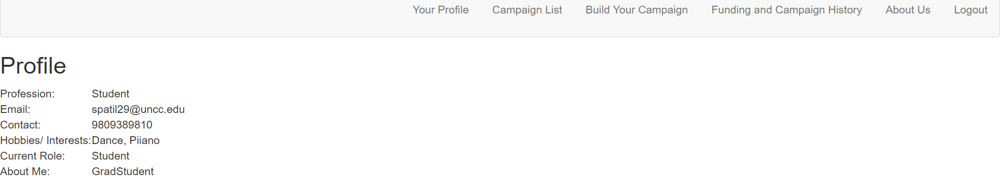 Your Profile Campaign List Build Your Campaign Funding and Campaign History About Us Logout
Profile
Profession: Student
Email: spatil29@uncc.edu
Contact: 9809389810
Hobbies/ Interests: Dance, Piiano
Current Role: Student
About Me: GradStudent